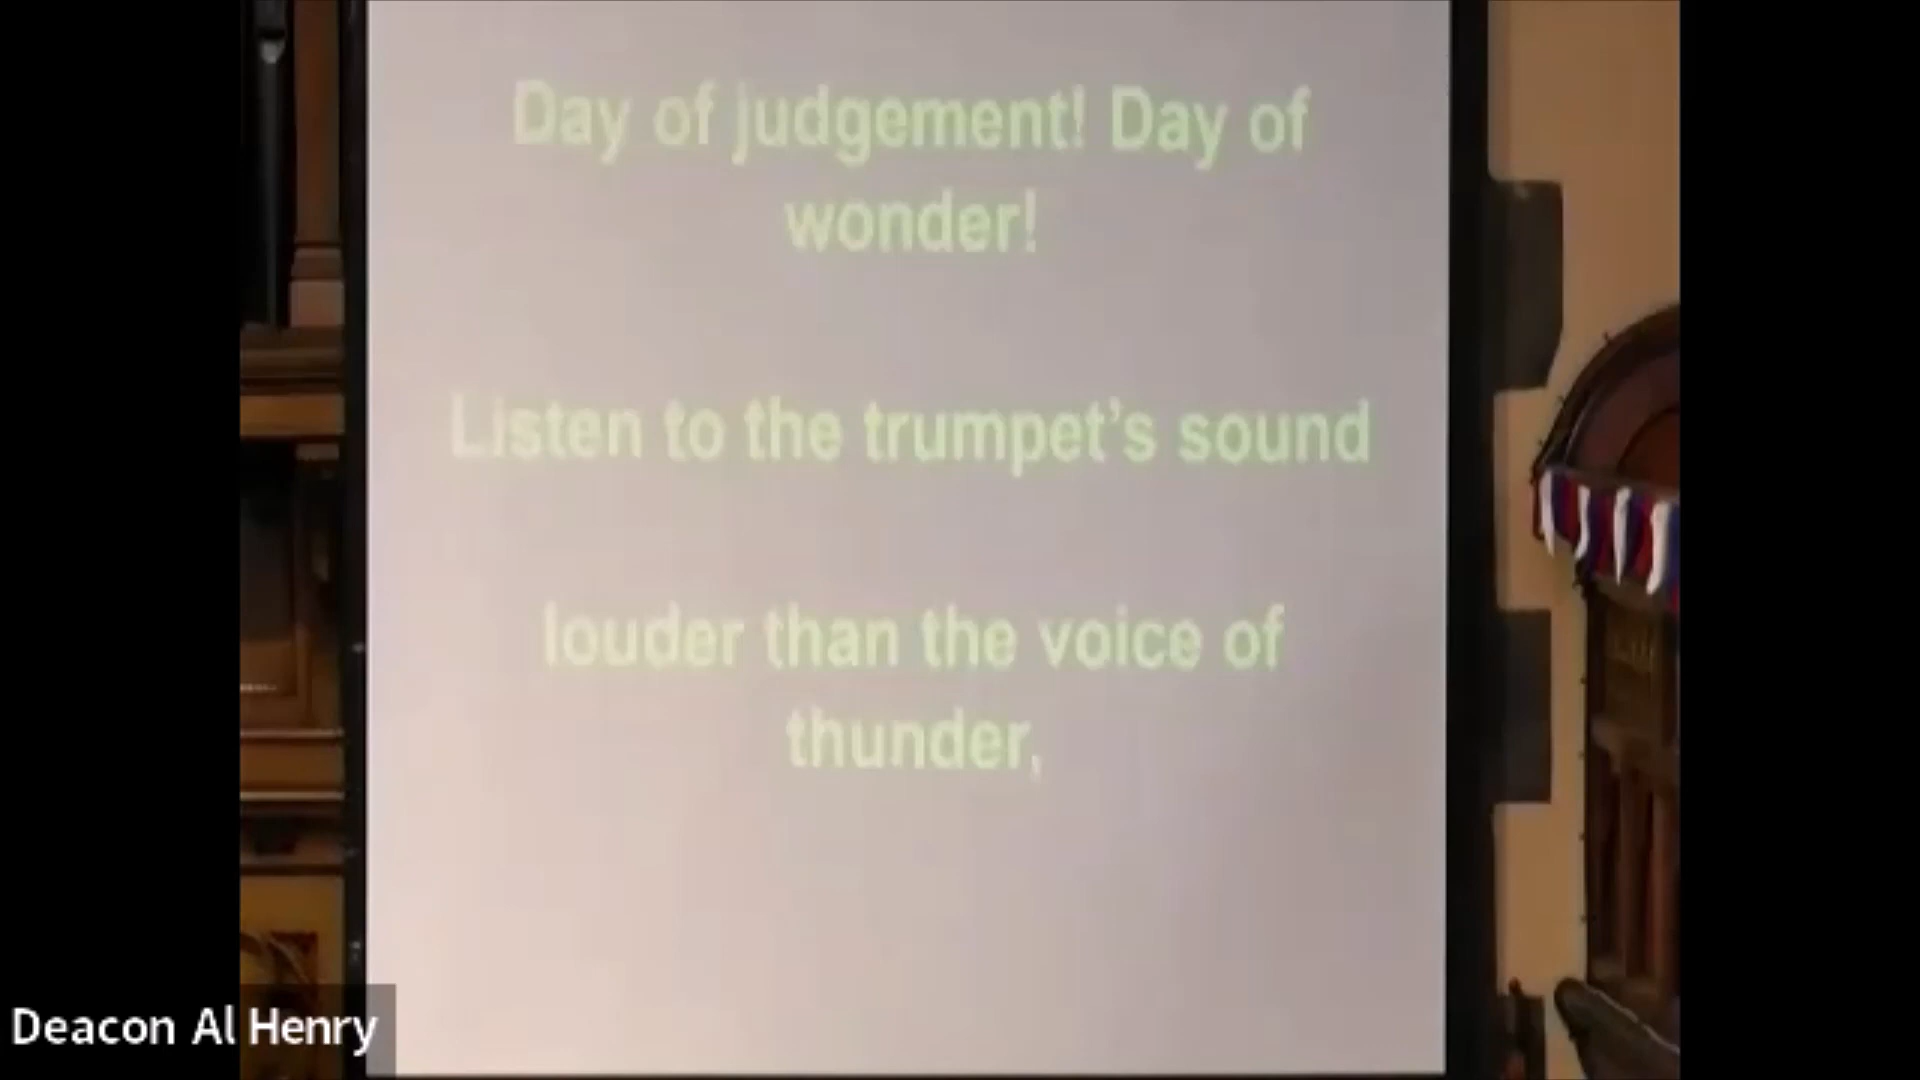 Day of judgement! Day of
wonder!
Listen to the trumpet’s sound
louder than the voice of
thunder,
Deacon Al Henry